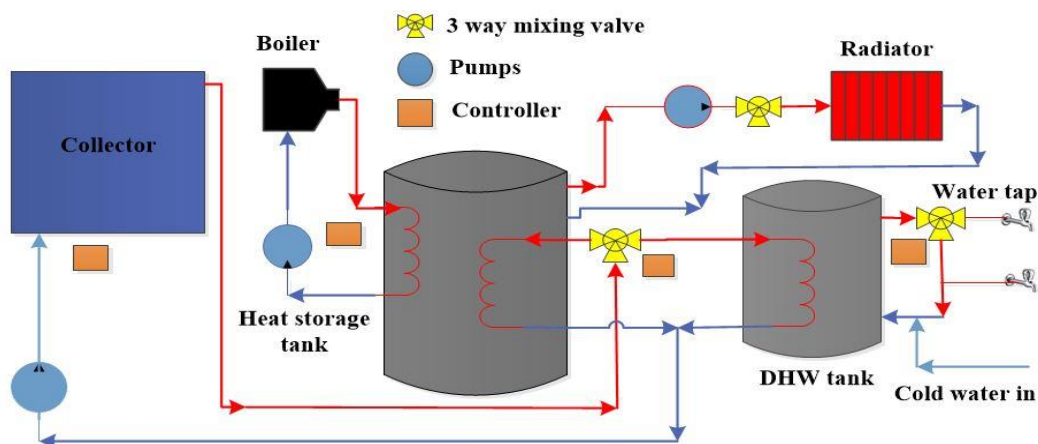 3 way mixing valve
Boiler
Radiator
Pumps
Controller
Collector
Water tap
Heat storage
tank
DHW tank
Cold water in